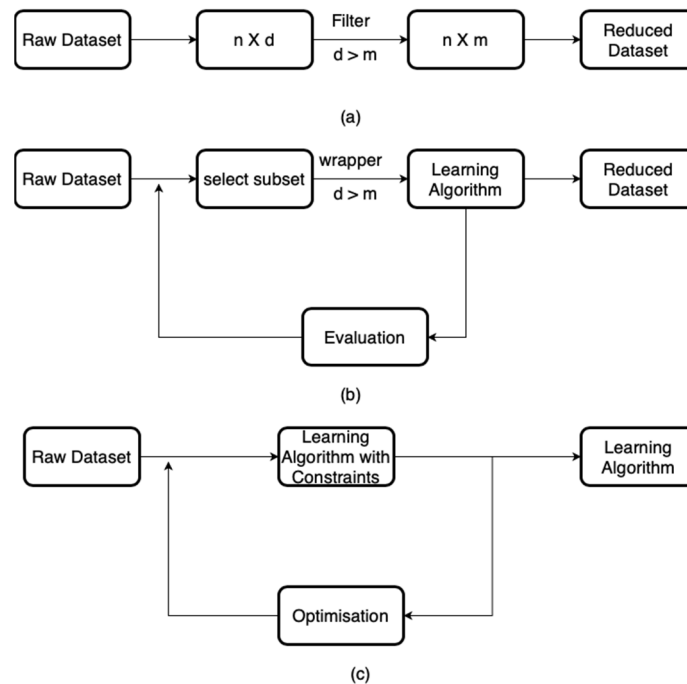 Raw Dataset
n X d
Filter
d > m
n X m
Reduced
Dataset
(a)
Raw Dataset
select subset
wrapper
d > m
Learning
Algorithm
Reduced
Dataset
Evaluation
(b)
Raw Dataset
Learning
Algorithm with
Constraints
Learning
Algorithm
Optimisation
(c)